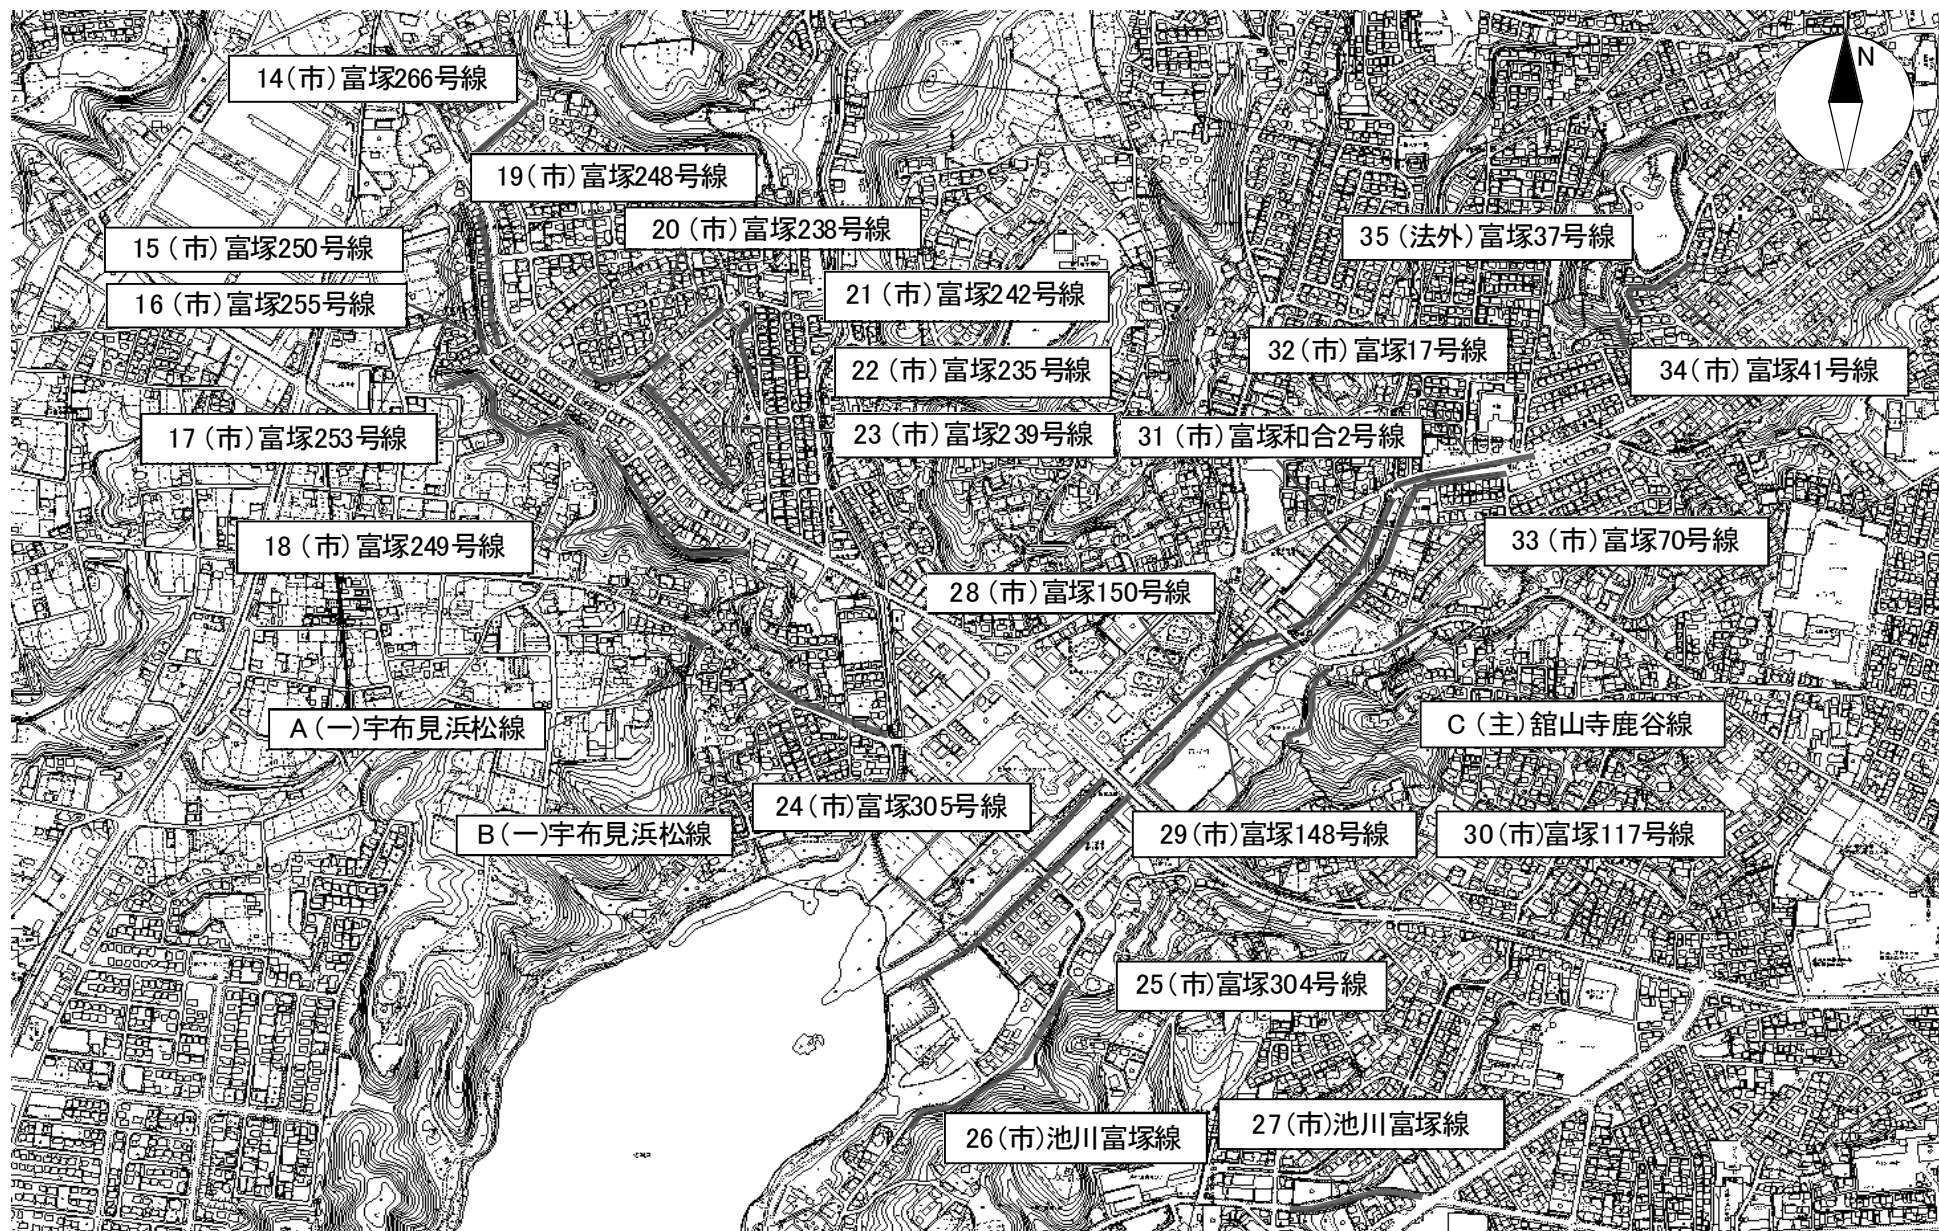 N
14(市)富塚266号線
19(市)富塚248号線
20(市)富塚238号線
35(法外)富塚37号線
15(市)富塚250号線
16(市)富塚255号線
21(市)富塚242号線
32(市)富塚17号線
34(市)富塚41号線
22(市)富塚235号線
17(市)富塚253号線
23(市)富塚239号線
31(市)富塚和合2号線
18(市)富塚249号線
33(市)富塚70号線
28(市)富塚150号線
A(一)宇布見浜松線
C(主)舘山寺鹿谷線
24(市)富塚305号線
B(一)宇布見浜松線
29(市)富塚148号線
30(市)富塚117号線
25(市)富塚304号線
26(市)池川富塚線
27(市)池川富塚線